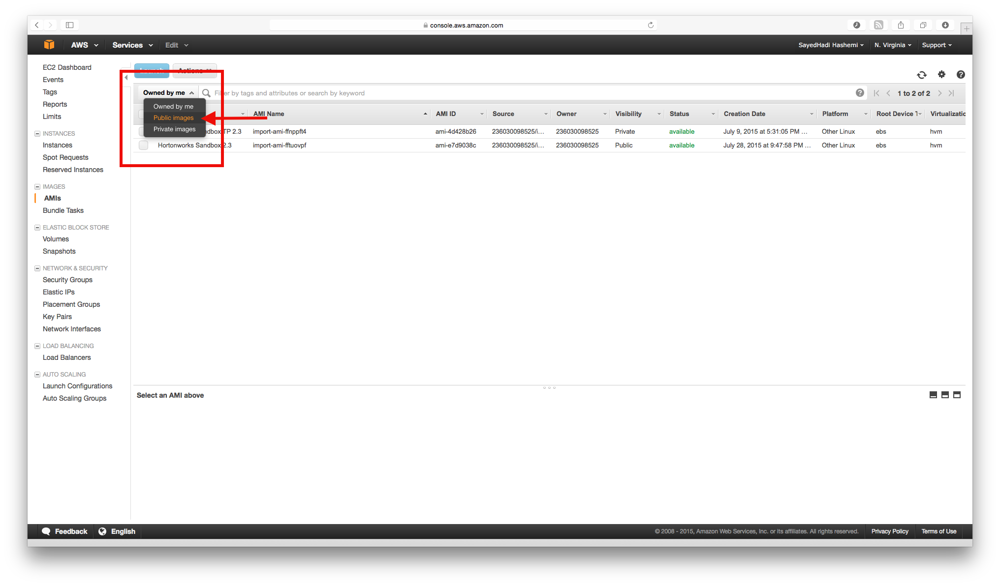 console.aws.amazon.com
AWS Services Edit SayedHadi Hashemi N. Virginia Support
EC2 Dashboard
Events
Tags
Reports
Limits
INSTANCES
Instances
Spot Requests
Reserved Instances
IMAGES
AMIs
Bundle Tasks
ELASTIC BLOCK STORE
Volumes
Snapshots
NETWORK & SECURITY
Security Groups
Elastic IPs
Placement Groups
Key Pairs
Network Interfaces
LOAD BALANCING
Load Balancers
AUTO SCALING
Launch Configurations
Auto Scaling Groups
Launch Actions
Owned by me Filter by tags and attributes or search by keyword 1 to 2 of 2
Owned by me
Public images
Private images
AMI Name AMI ID Source Owner Visibility Status Creation Date Platform Root Device T Virtualizatio
ndbox TP 2.3 import-ami-ffnppft4 ami-4d428b26 236030098525/i... 236030098525 Private available July 9, 2015 at 5:31:05 PM ... Other Linux ebs hvm
Hortonworks Sandbox 2.3 import-ami-fftuovpf ami-e7d9038c 236030098525/i... 236030098525 Public available July 28, 2015 at 9:47:58 PM ... Other Linux ebs hvm
Select an AMI above
Feedback English © 2008 - 2015, Amazon Web Services, Inc. or its affiliates. All rights reserved. Privacy Policy Terms of Use